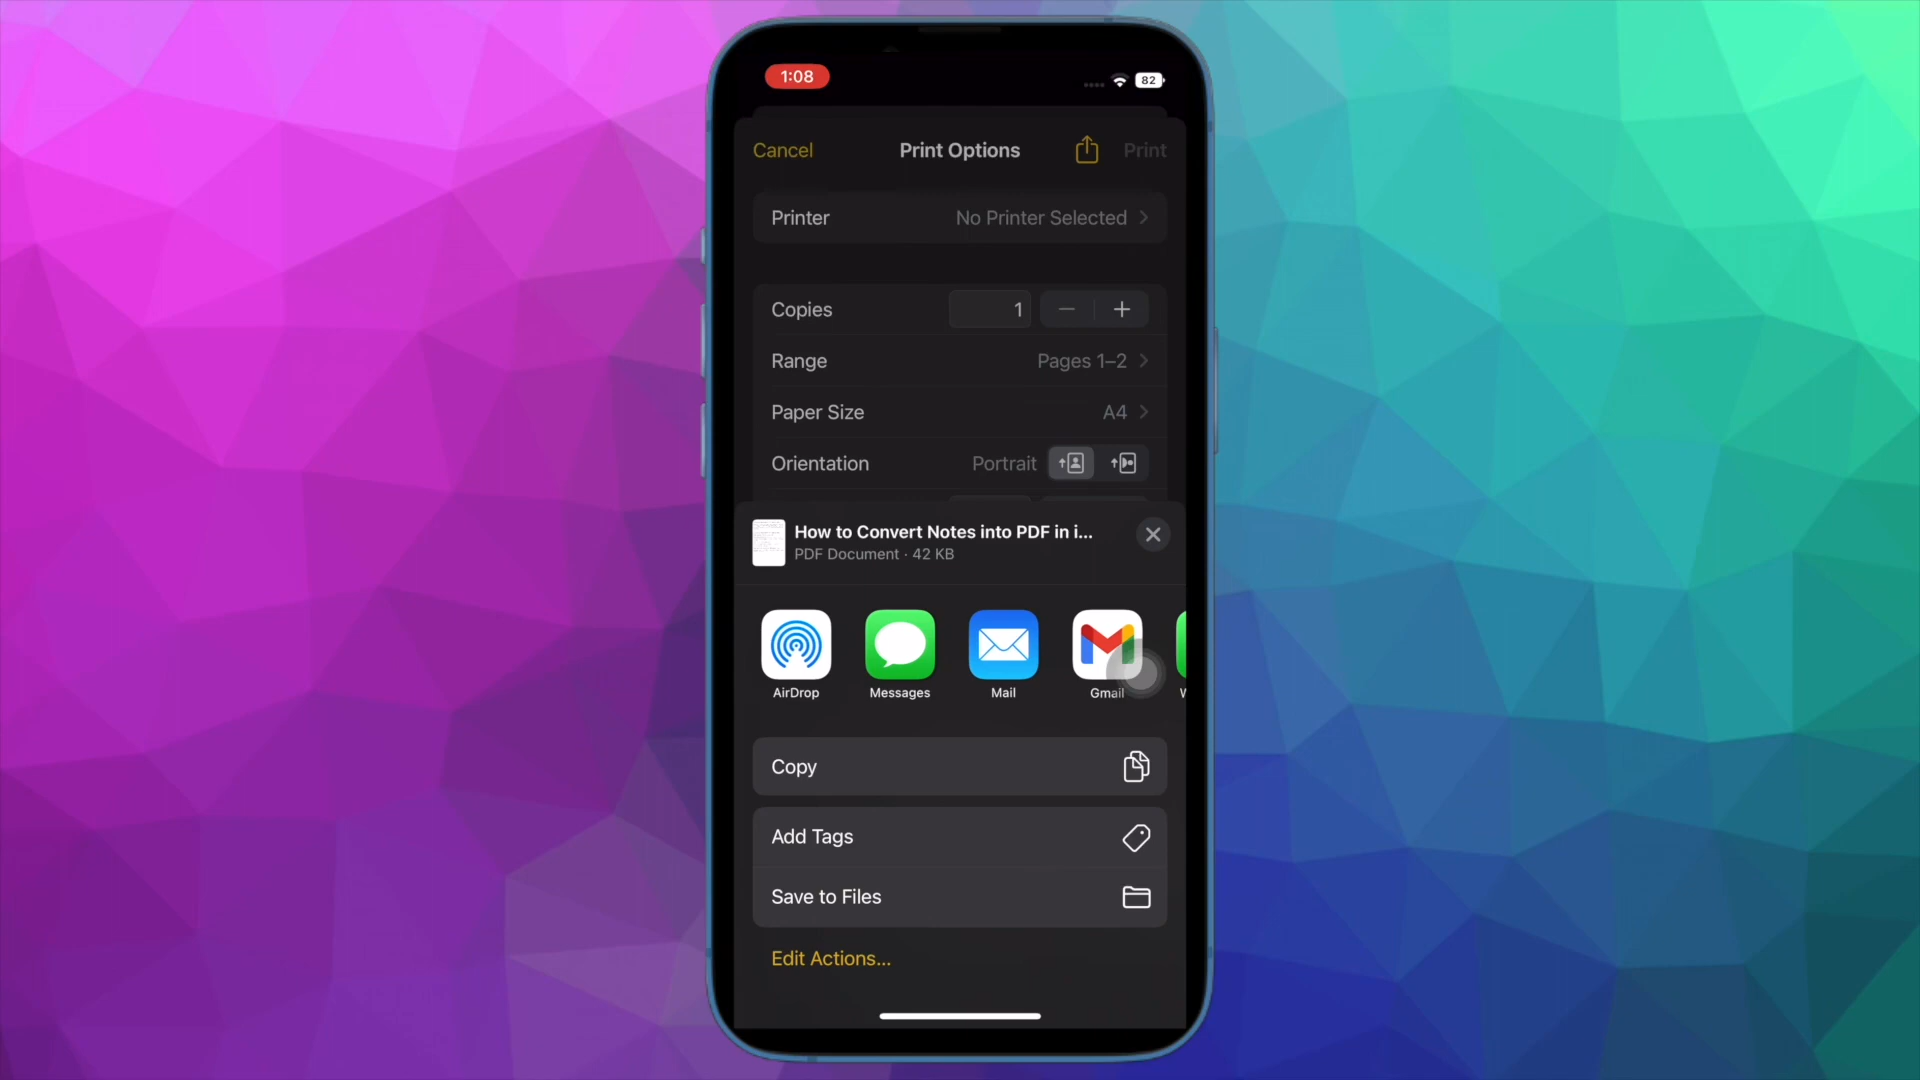 1:08
82
Cancel
Print Options
Print
Printer
No Printer Selected
Copies
1
Range
Pages 1–2
Paper Size
A4
Orientation
Portrait
How to Convert Notes into PDF in i...
PDF Document · 42 KB
AirDrop
Messages
Mail
Gmail
Copy
Add Tags
Save to Files
Edit Actions...